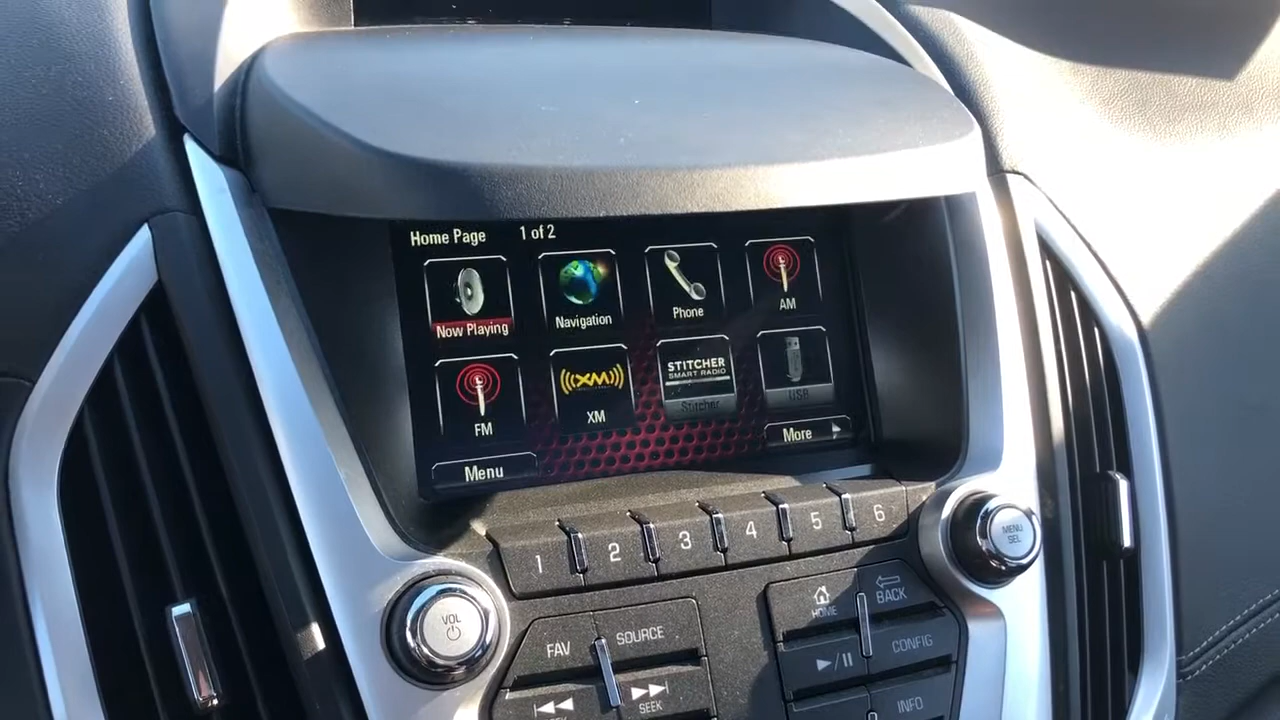 Home Page 1 of 2
Now Playing
Navigation
Phone
AM
FM
XM
XM
STITCHER
SMART RADIO
Stitcher
USB
Menu
More
1 2 3 4 5 6
VOL
MENU
SEL
FAV
SOURCE
SEEK
HOME
BACK
CONFIG
INFO